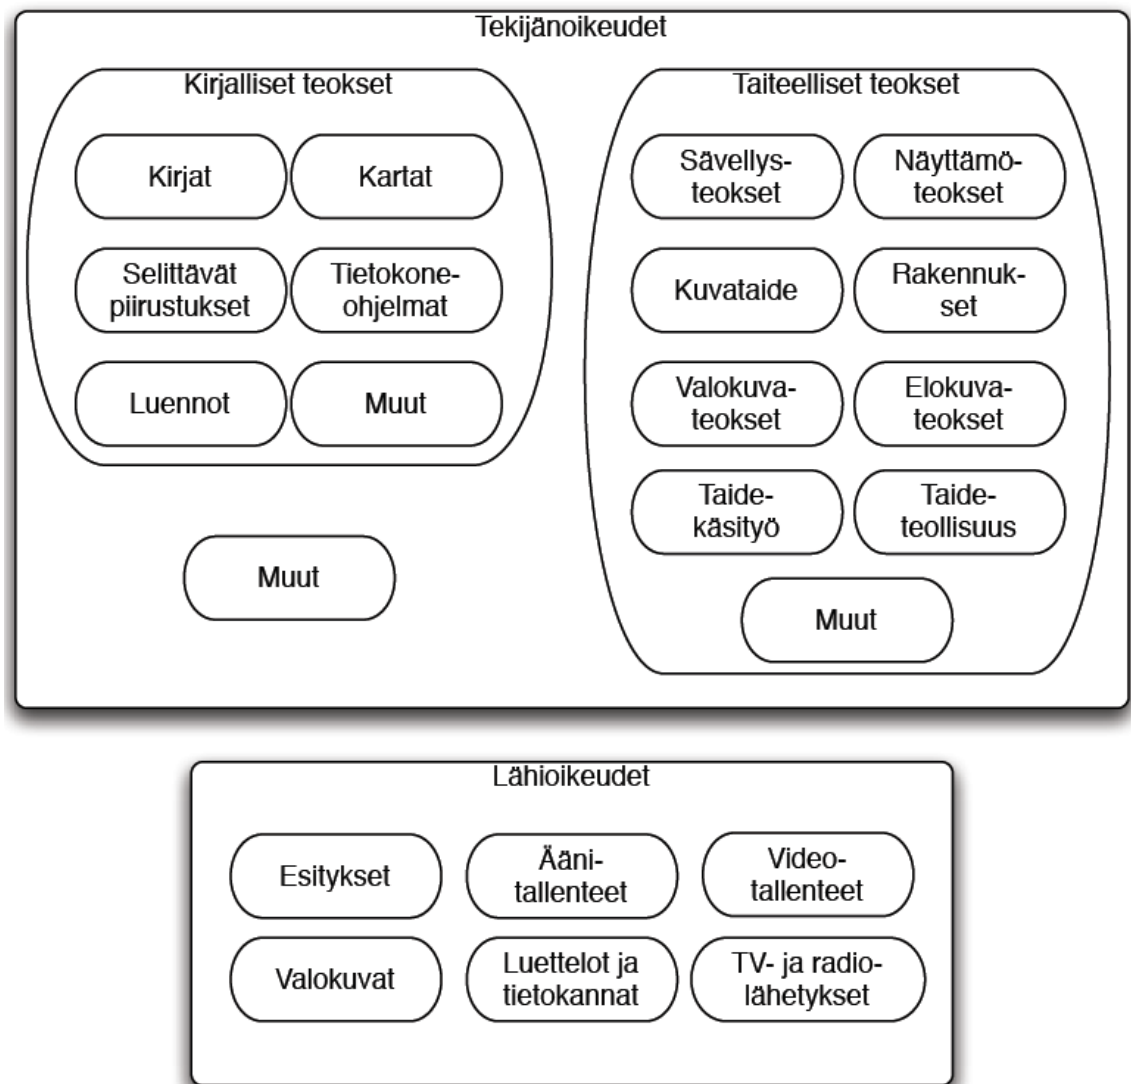 Tekijänoikeudet
Kirjalliset teokset
Kirjat
Kartat
Selittävät
piirustukset
Tietokone-
ohjelmat
Luennot
Muut
Muut
Taiteelliset teokset
Sävellys-
teokset
Näyttämö-
teokset
Kuvataide
Rakennuk-
set
Valokuva-
teokset
Elokuva-
teokset
Taide-
käsityö
Taide-
teollisuus
Muut
Lähioikeudet
Esitykset
Ääni-
tallenteet
Video-
tallenteet
Valokuvat
Luettelot ja
tietokannat
TV- ja radio-
lähetykset